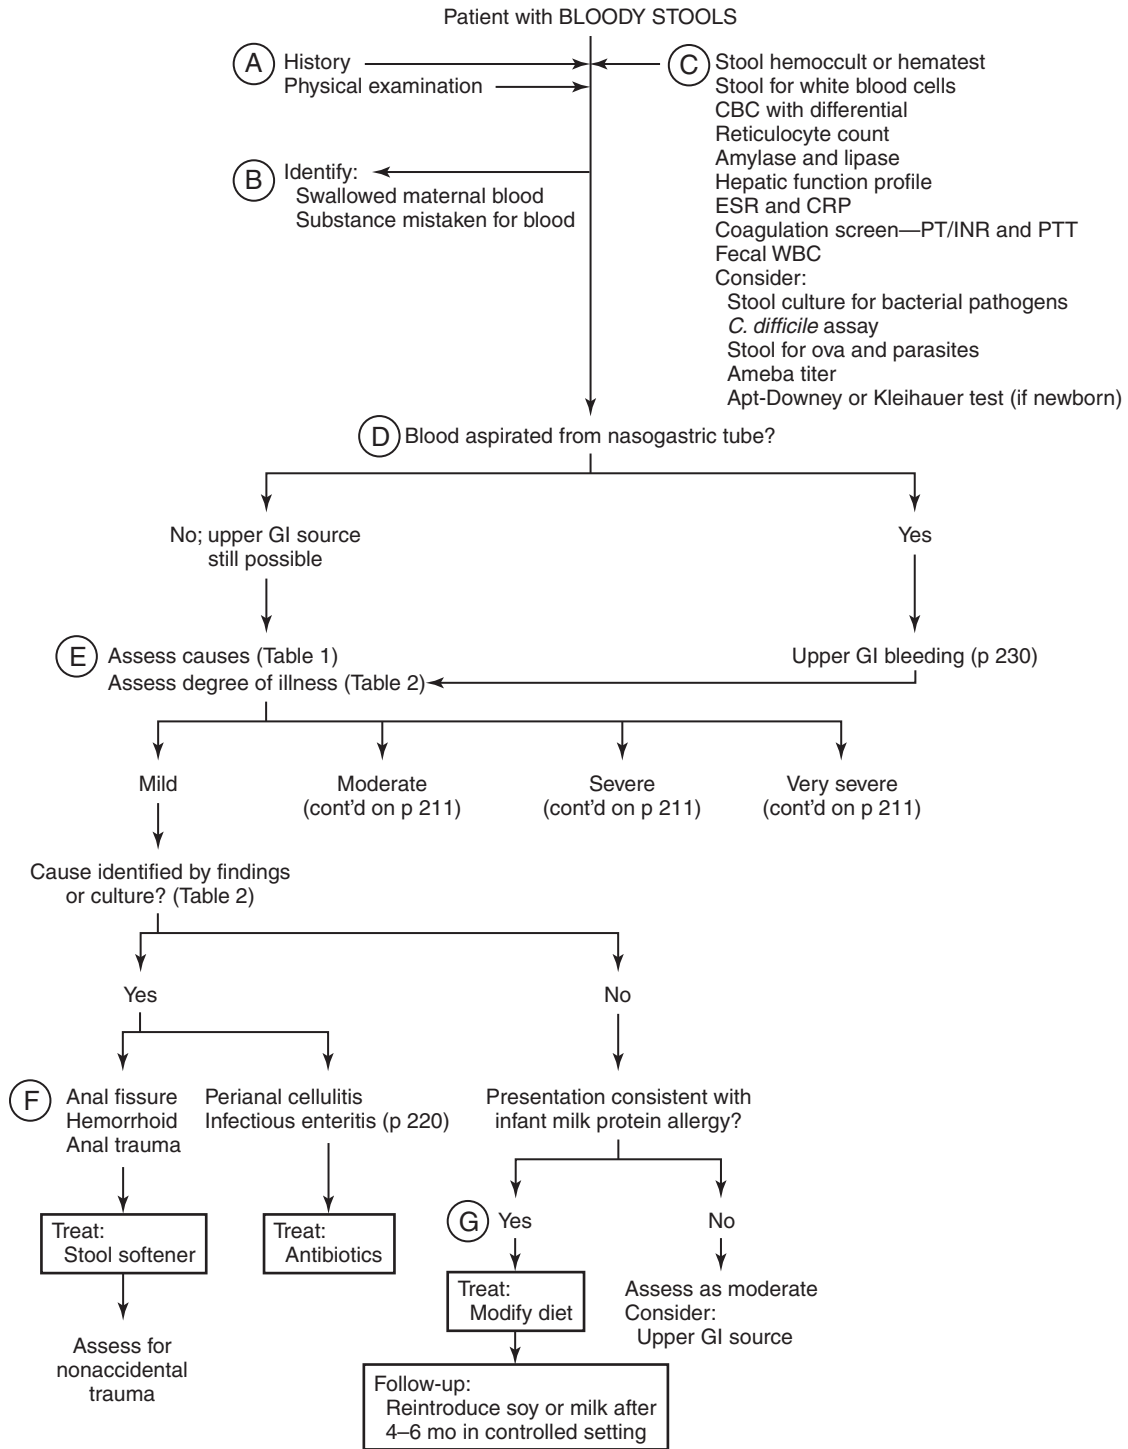 Patient with BLOODY STOOLS
A
History
Physical examination
C
Stool hemoccult or hematest
Stool for white blood cells
CBC with differential
Reticulocyte count
Amylase and lipase
Hepatic function profile
ESR and CRP
Coagulation screen—PT/INR and PTT
Fecal WBC
Consider:
Stool culture for bacterial pathogens
C. difficile assay
Stool for ova and parasites
Ameba titer
Apt-Downey or Kleihauer test (if newborn)
B
Identify:
Swallowed maternal blood
Substance mistaken for blood
D
Blood aspirated from nasogastric tube?
No; upper GI source
still possible
Yes
E
Assess causes (Table 1)
Assess degree of illness (Table 2)
Upper GI bleeding (p 230)
Mild
Moderate
(cont'd on p 211)
Severe
(cont'd on p 211)
Very severe
(cont'd on p 211)
Cause identified by findings
or culture? (Table 2)
Yes
No
F
Anal fissure
Hemorrhoid
Anal trauma
Perianal cellulitis
Infectious enteritis (p 220)
Presentation consistent with
infant milk protein allergy?
Treat:
Stool softener
Treat:
Antibiotics
G
Yes
No
Treat:
Modify diet
Assess as moderate
Consider:
Upper GI source
Assess for
nonaccidental
trauma
Follow-up:
Reintroduce soy or milk after
4–6 mo in controlled setting